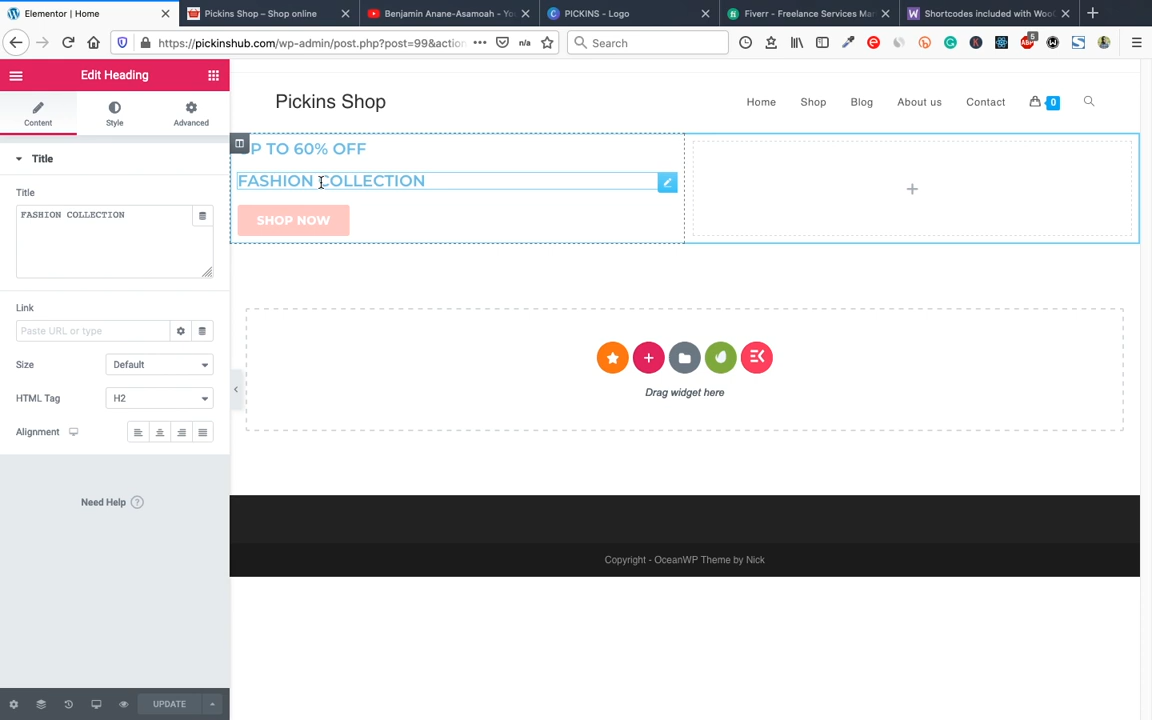 Elementor | Home
Pickins Shop – Shop online
Benjamin Anane-Asamoah - Yo
PICKINS - Logo
Fiverr - Freelance Services Ma
Shortcodes included with Woo
https://pickinshub.com/wp-admin/post.php?post=99&action
n/a
Search
6
Edit Heading
Content
Style
Advanced
Title
Title
FASHION COLLECTION
Link
Paste URL or type
Size
Default
HTML Tag
H2
Alignment
Need Help
UPDATE
Pickins Shop
Home
Shop
Blog
About us
Contact
0
P TO 60% OFF
FASHION COLLECTION
SHOP NOW
Drag widget here
Copyright - OceanWP Theme by Nick